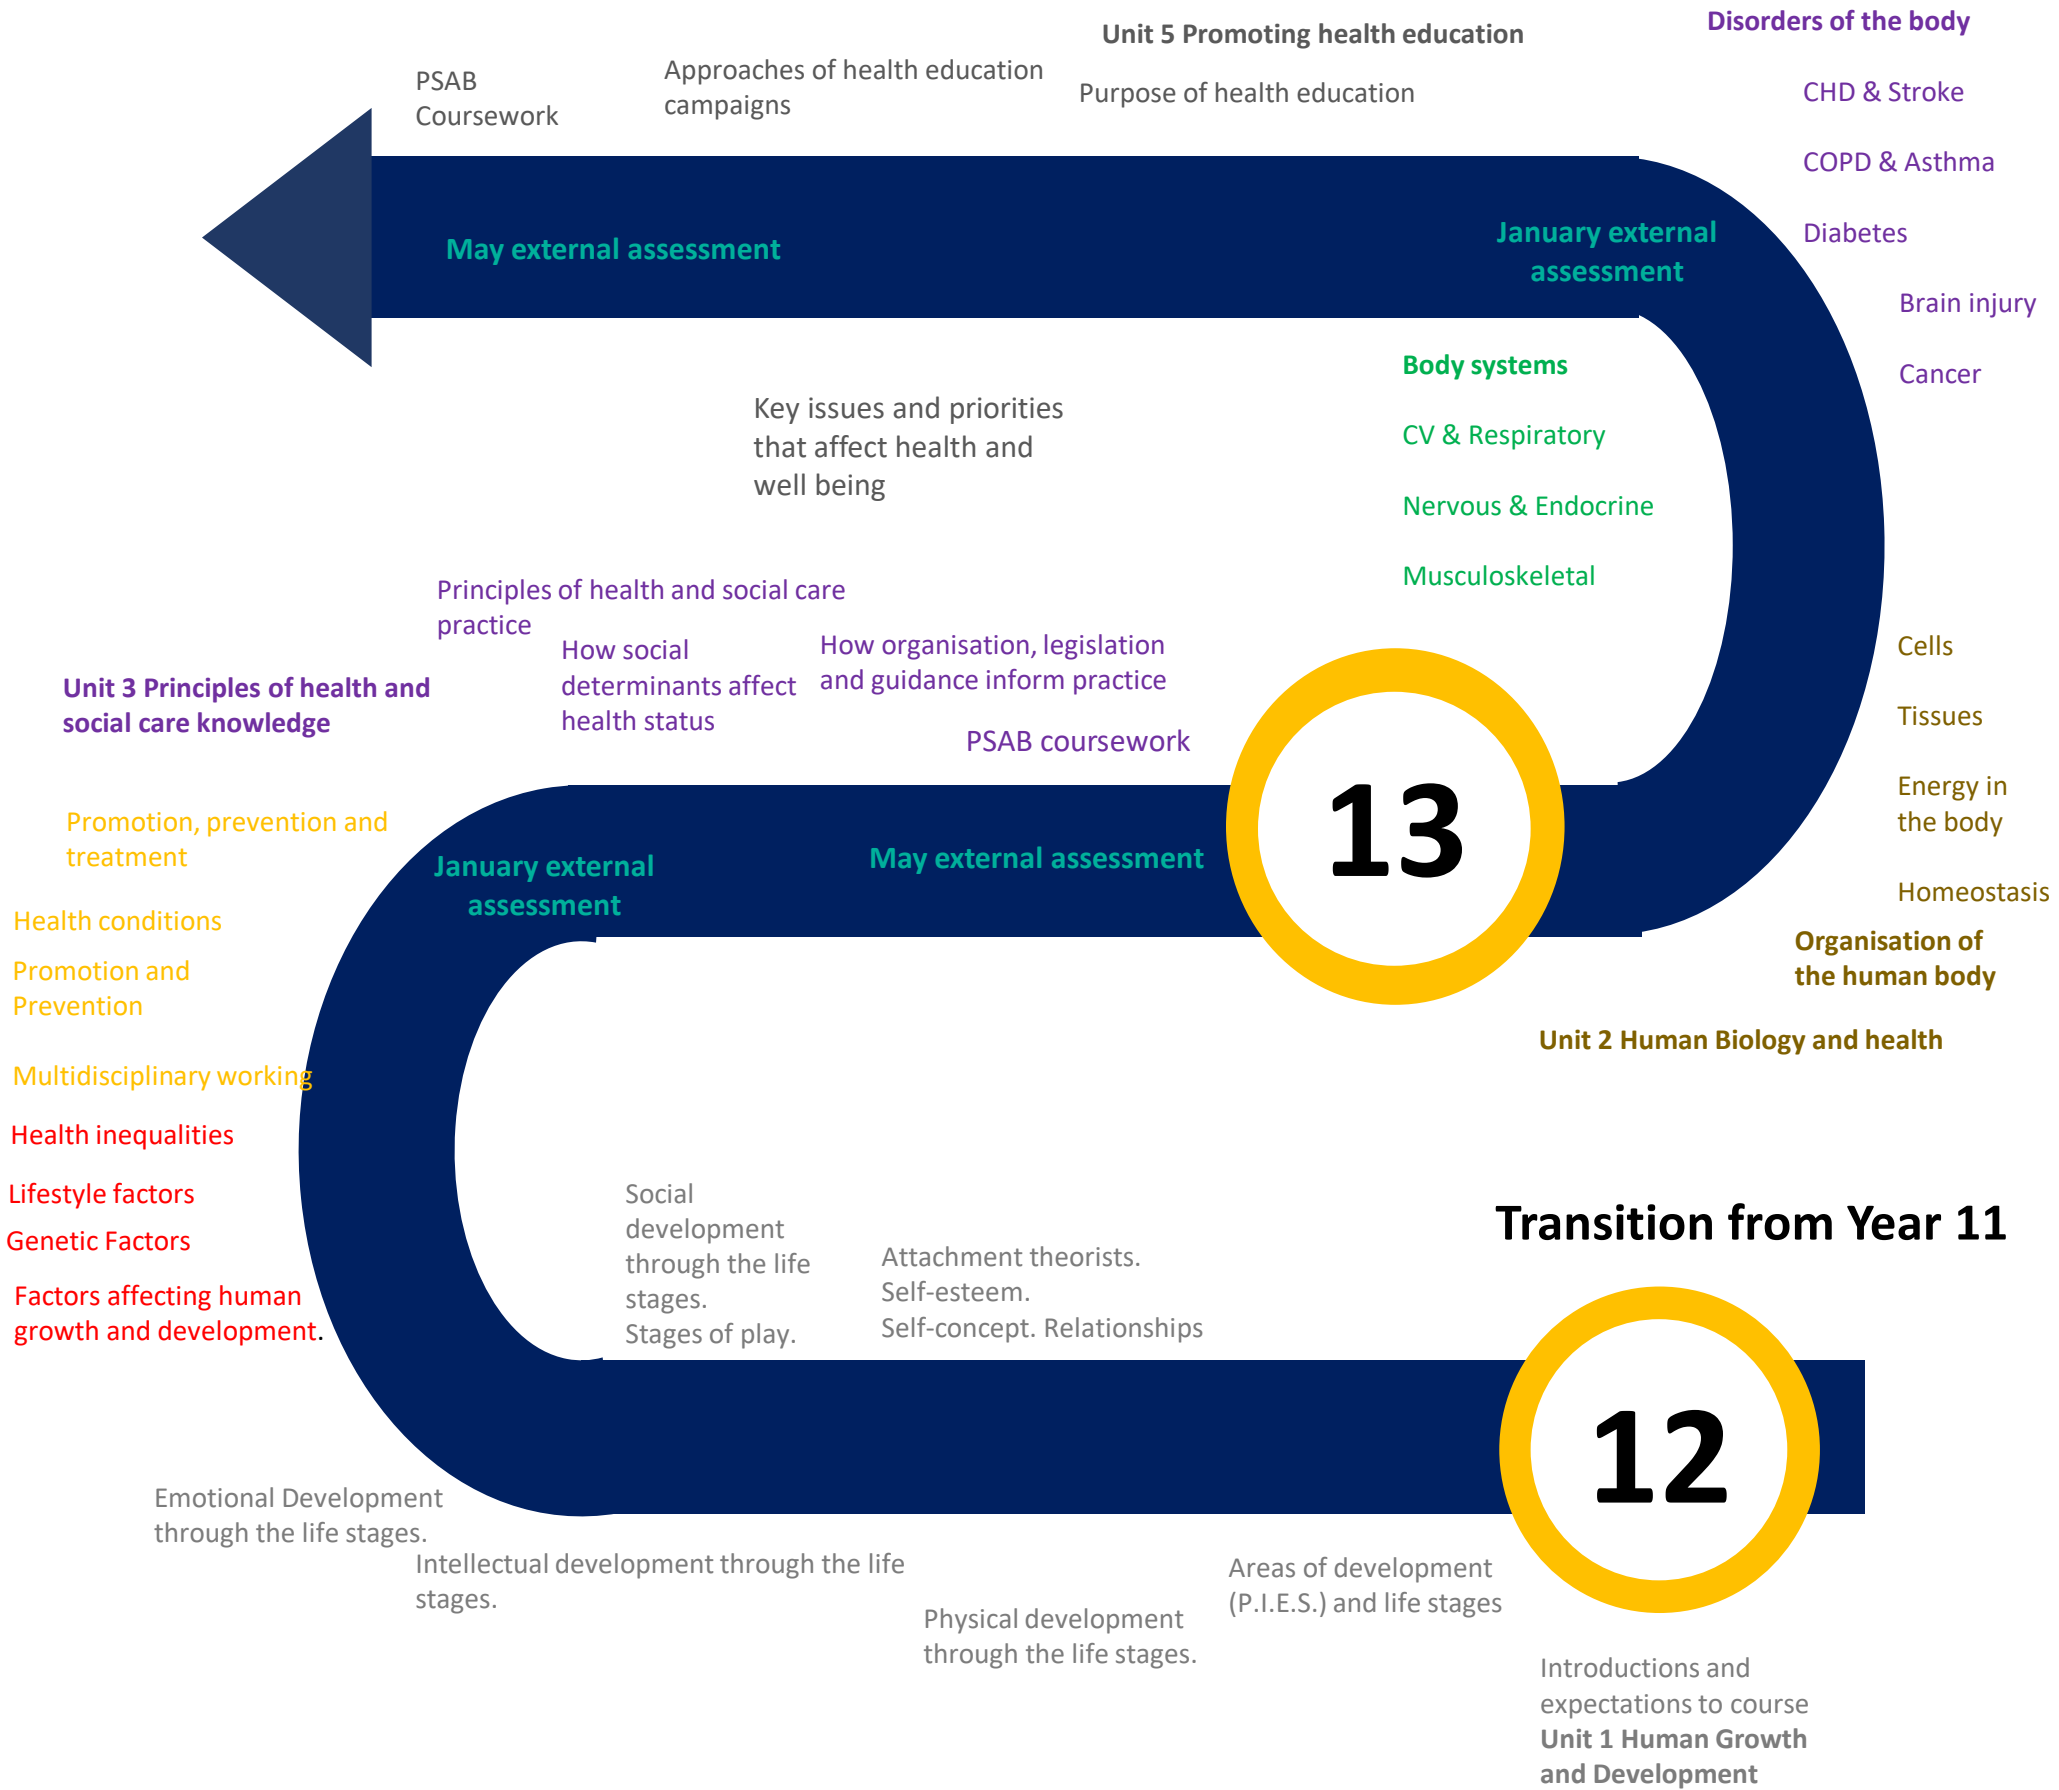 Unit 5 Promoting health education
Disorders of the body
PSAB
Coursework
Approaches of health education
campaigns
Purpose of health education
CHD & Stroke
COPD & Asthma
Diabetes
Brain injury
Cancer
May external assessment
January external
assessment
Body systems
CV & Respiratory
Nervous & Endocrine
Musculoskeletal
Key issues and priorities
that affect health and
well being
Principles of health and social care
practice
How social
determinants affect
health status
How organisation, legislation
and guidance inform practice
PSAB coursework
Unit 3 Principles of health and
social care knowledge
Cells
Tissues
Energy in
the body
Homeostasis
Organisation of
the human body
Unit 2 Human Biology and health
13
January external
assessment
May external assessment
Promotion, prevention and
treatment
Health conditions
Promotion and
Prevention
Multidisciplinary working
Health inequalities
Lifestyle factors
Genetic Factors
Factors affecting human
growth and development.
Social
development
through the life
stages.
Stages of play.
Attachment theorists.
Self-esteem.
Self-concept. Relationships
Transition from Year 11
12
Emotional Development
through the life stages.
Intellectual development through the life
stages.
Physical development
through the life stages.
Areas of development
(P.I.E.S.) and life stages
Introductions and
expectations to course
Unit 1 Human Growth
and Development